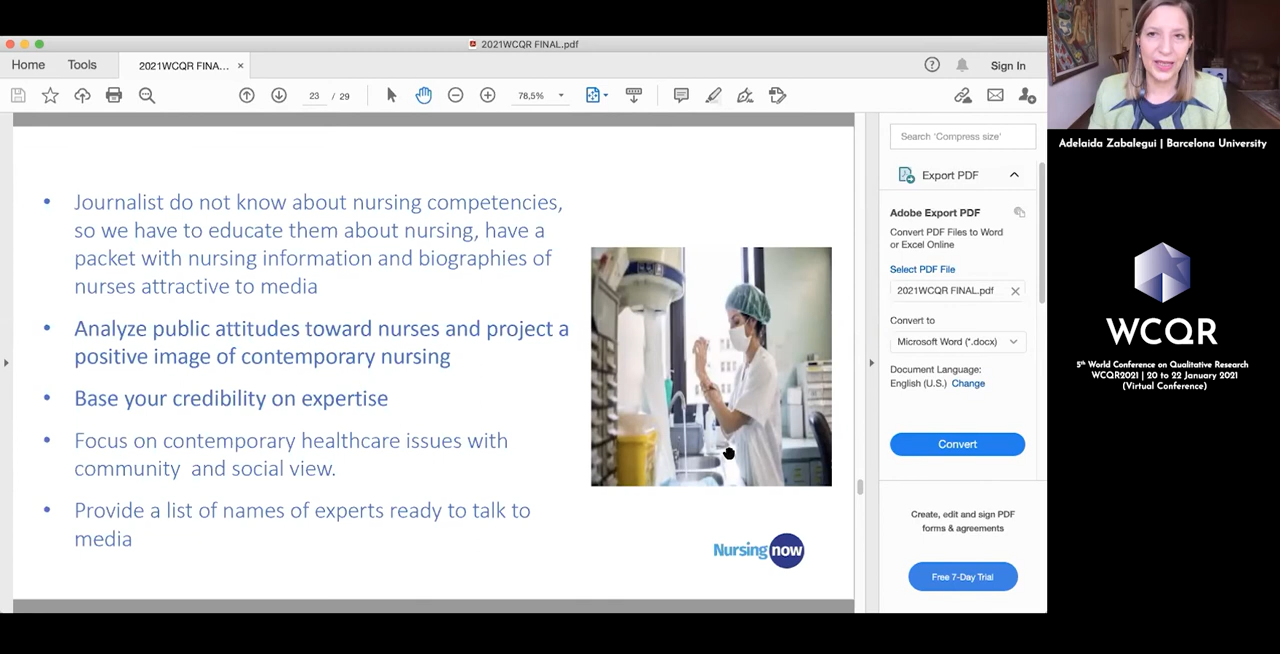 2021WCQR FINAL.pdf
Home
Tools
2021WCQR FINA...
Sign In
23 / 29
78,5%
Journalist do not know about nursing competencies,
so we have to educate them about nursing, have a
packet with nursing information and biographies of
nurses attractive to media
Analyze public attitudes toward nurses and project a
positive image of contemporary nursing
Base your credibility on expertise
Focus on contemporary healthcare issues with
community and social view.
Provide a list of names of experts ready to talk to
media
Nursing now
Search 'Compress size'
Export PDF
Adobe Export PDF
Convert PDF Files to Word
or Excel Online
Select PDF File
2021WCQR FINAL.pdf
Convert to
Microsoft Word (*.docx)
Document Language:
English (U.S.) Change
Convert
Create, edit and sign PDF
forms & agreements
Free 7-Day Trial
Adelaida Zabalegui | Barcelona University
WCQR
5th World Conference on Qualitative Research
WCQR2021 | 20 to 22 January 2021
(Virtual Conference)